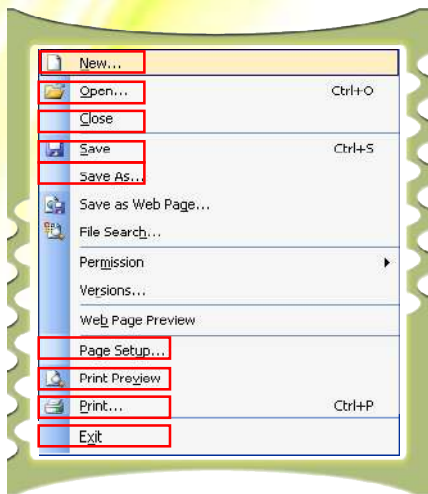 New...
Open... Ctrl+O
Close
Save Ctrl+S
Save As...
Save as Web Page...
File Search...
Permission
Versions...
Web Page Preview
Page Setup...
Print Preview
Print... Ctrl+P
Exit